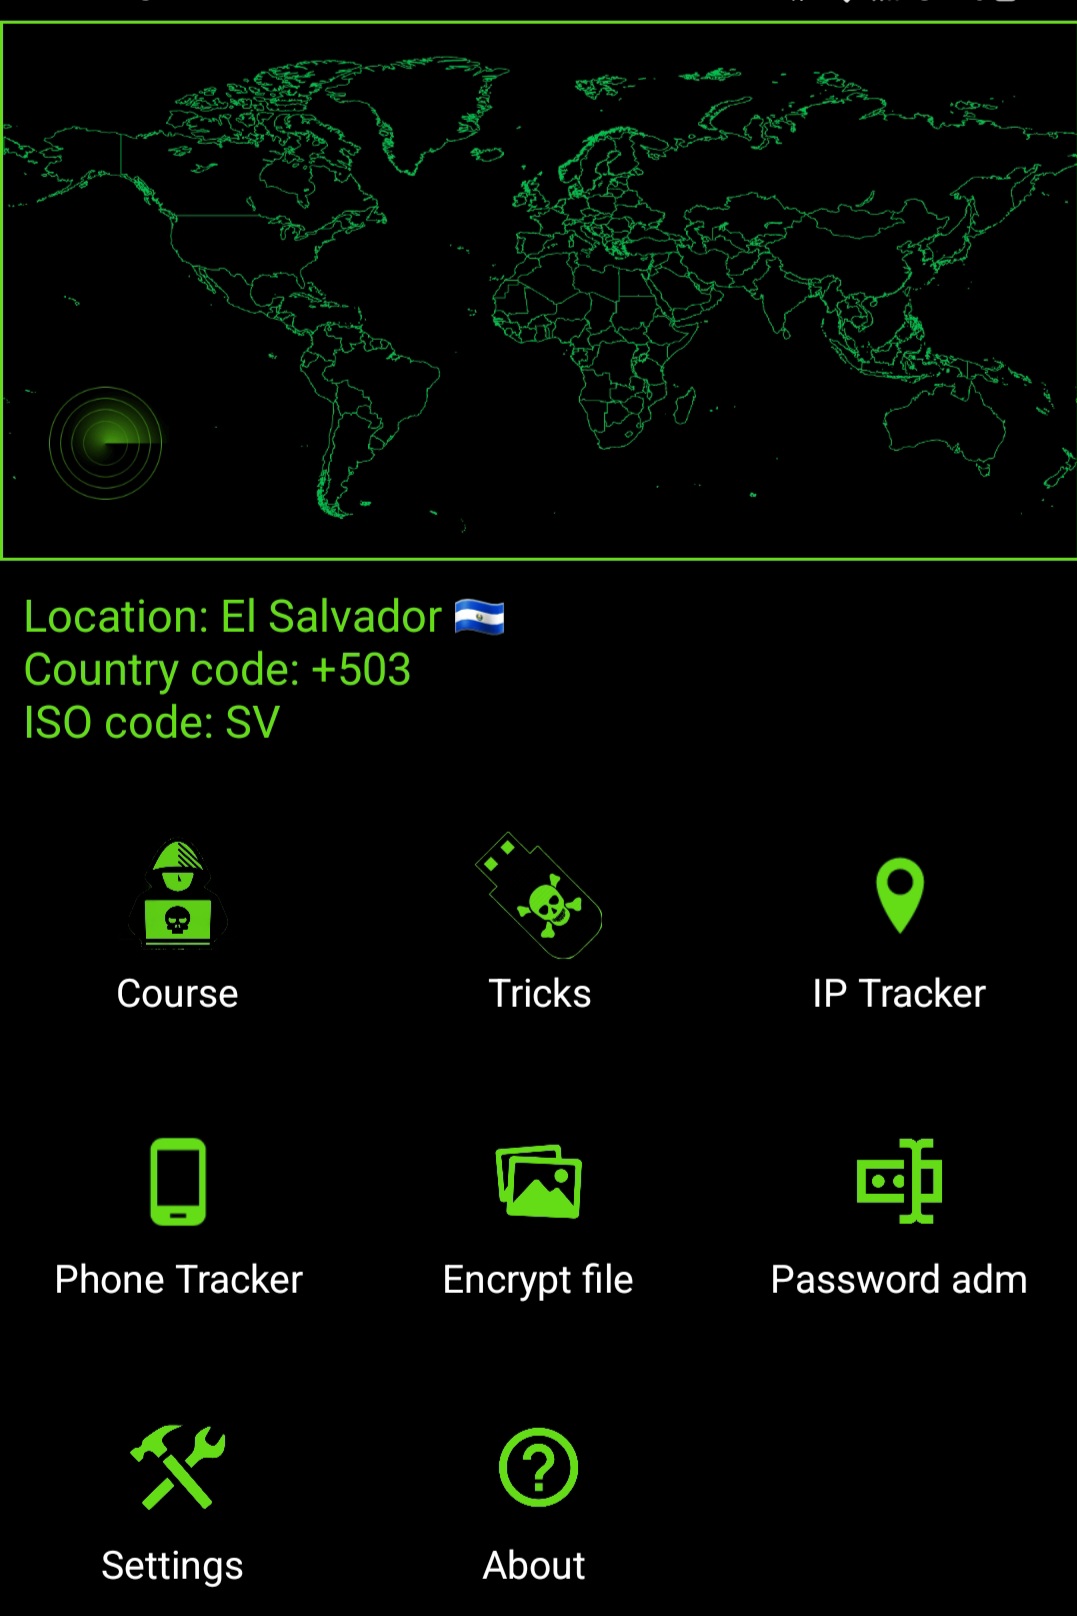 Location: El Salvador 🇸🇻
Country code: +503
ISO code: SV
Course
Tricks
IP Tracker
Phone Tracker
Encrypt file
Password adm
Settings
About